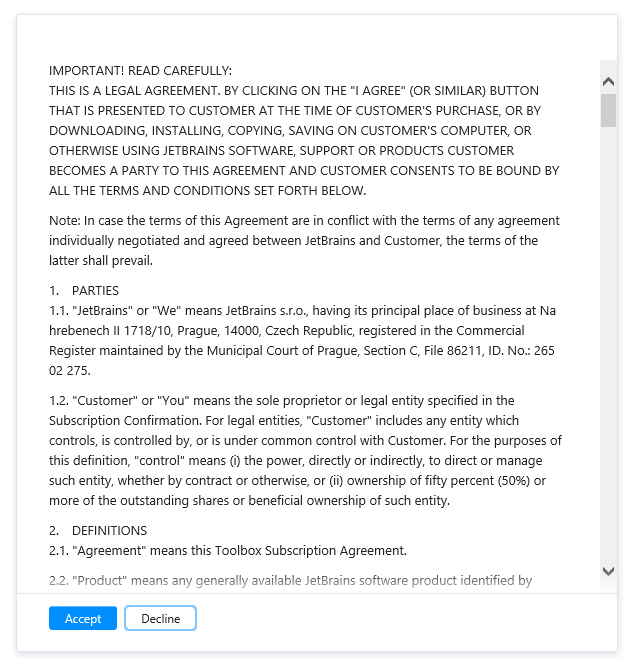 IMPORTANT! READ CAREFULLY:
THIS IS A LEGAL AGREEMENT. BY CLICKING ON THE "I AGREE" (OR SIMILAR) BUTTON
THAT IS PRESENTED TO CUSTOMER AT THE TIME OF CUSTOMER'S PURCHASE, OR BY
DOWNLOADING, INSTALLING, COPYING, SAVING ON CUSTOMER'S COMPUTER, OR
OTHERWISE USING JETBRAINS SOFTWARE, SUPPORT OR PRODUCTS CUSTOMER
BECOMES A PARTY TO THIS AGREEMENT AND CUSTOMER CONSENTS TO BE BOUND BY
ALL THE TERMS AND CONDITIONS SET FORTH BELOW.
Note: In case the terms of this Agreement are in conflict with the terms of any agreement
individually negotiated and agreed between JetBrains and Customer, the terms of the
latter shall prevail.
1. PARTIES
1.1. "JetBrains" or "We" means JetBrains s.r.o., having its principal place of business at Na
hrebenech II 1718/10, Prague, 14000, Czech Republic, registered in the Commercial
Register maintained by the Municipal Court of Prague, Section C, File 86211, ID. No.: 265
02 275.
1.2. "Customer" or "You" means the sole proprietor or legal entity specified in the
Subscription Confirmation. For legal entities, "Customer" includes any entity which
controls, is controlled by, or is under common control with Customer. For the purposes of
this definition, "control" means (i) the power, directly or indirectly, to direct or manage
such entity, whether by contract or otherwise, or (ii) ownership of fifty percent (50%) or
more of the outstanding shares or beneficial ownership of such entity.
2. DEFINITIONS
2.1. "Agreement" means this Toolbox Subscription Agreement.
2.2. "Product" means any generally available JetBrains software product identified by
Accept Decline